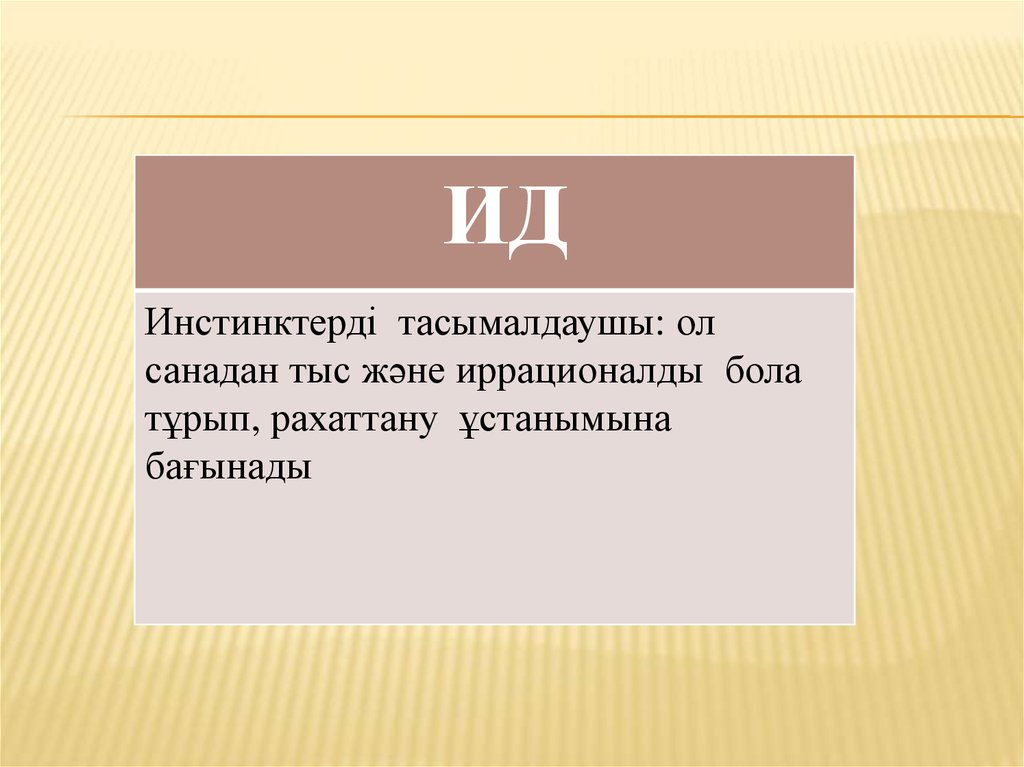 ИД
Инстинктерді тасымалдаушы: ол
санадан тыс және иррационалды бола
тұрып, рахаттану ұстанымына
бағынады